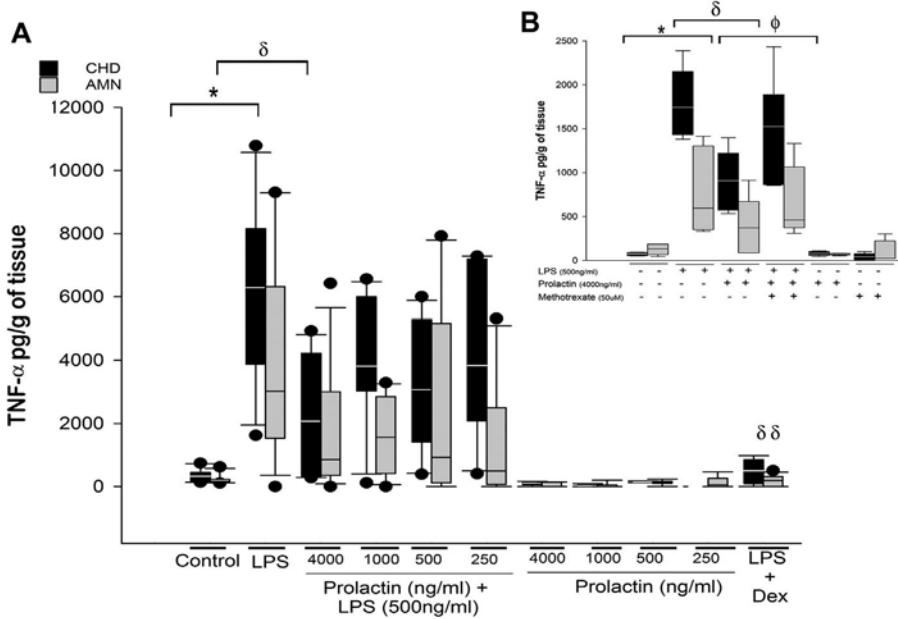 A
CHD
AMN
*
δ
TNF-α pg/g of tissue
12000
10000
8000
6000
4000
2000
0
δ δ
Control LPS 4000 1000 500 250 4000 1000 500 250 LPS
+
Dex
Prolactin (ng/ml) +
LPS (500ng/ml)
Prolactin (ng/ml)
B
δ
* ϕ
TNF-α pg/g of tissue
2500
2000
1500
1000
500
0
LPS (500ng/ml) - - + + + + + + - - - -
Prolactin (4000ng/ml) - - - - + + + + + + - -
Methotrexate (50uM) - - - - - - + + - - + +